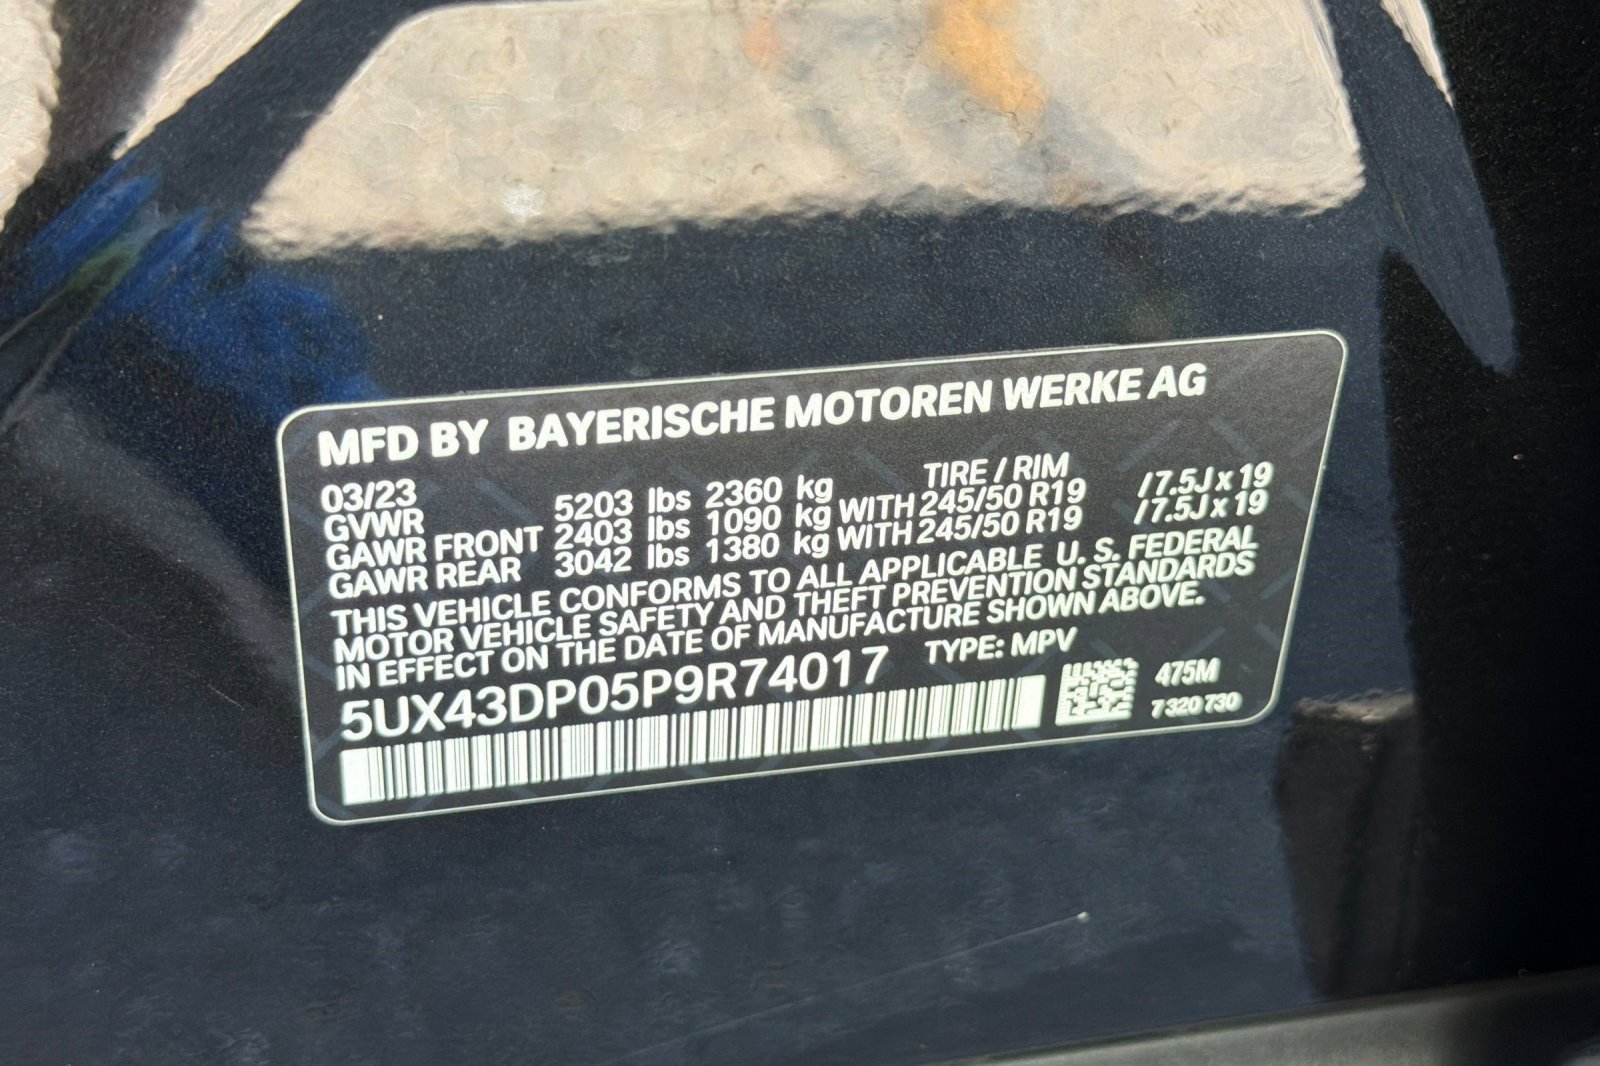 MFD BY BAYERISCHE MOTOREN WERKE AG
03/23 TIRE / RIM
GVWR 5203 lbs 2360 kg
GAWR FRONT 2403 lbs 1090 kg WITH 245/50 R19 / 7.5J x 19
GAWR REAR 3042 lbs 1380 kg WITH 245/50 R19 / 7.5J x 19
THIS VEHICLE CONFORMS TO ALL APPLICABLE U. S. FEDERAL
MOTOR VEHICLE SAFETY AND THEFT PREVENTION STANDARDS
IN EFFECT ON THE DATE OF MANUFACTURE SHOWN ABOVE.
5UX43DP05P9R74017 TYPE: MPV
475M
7 320 730